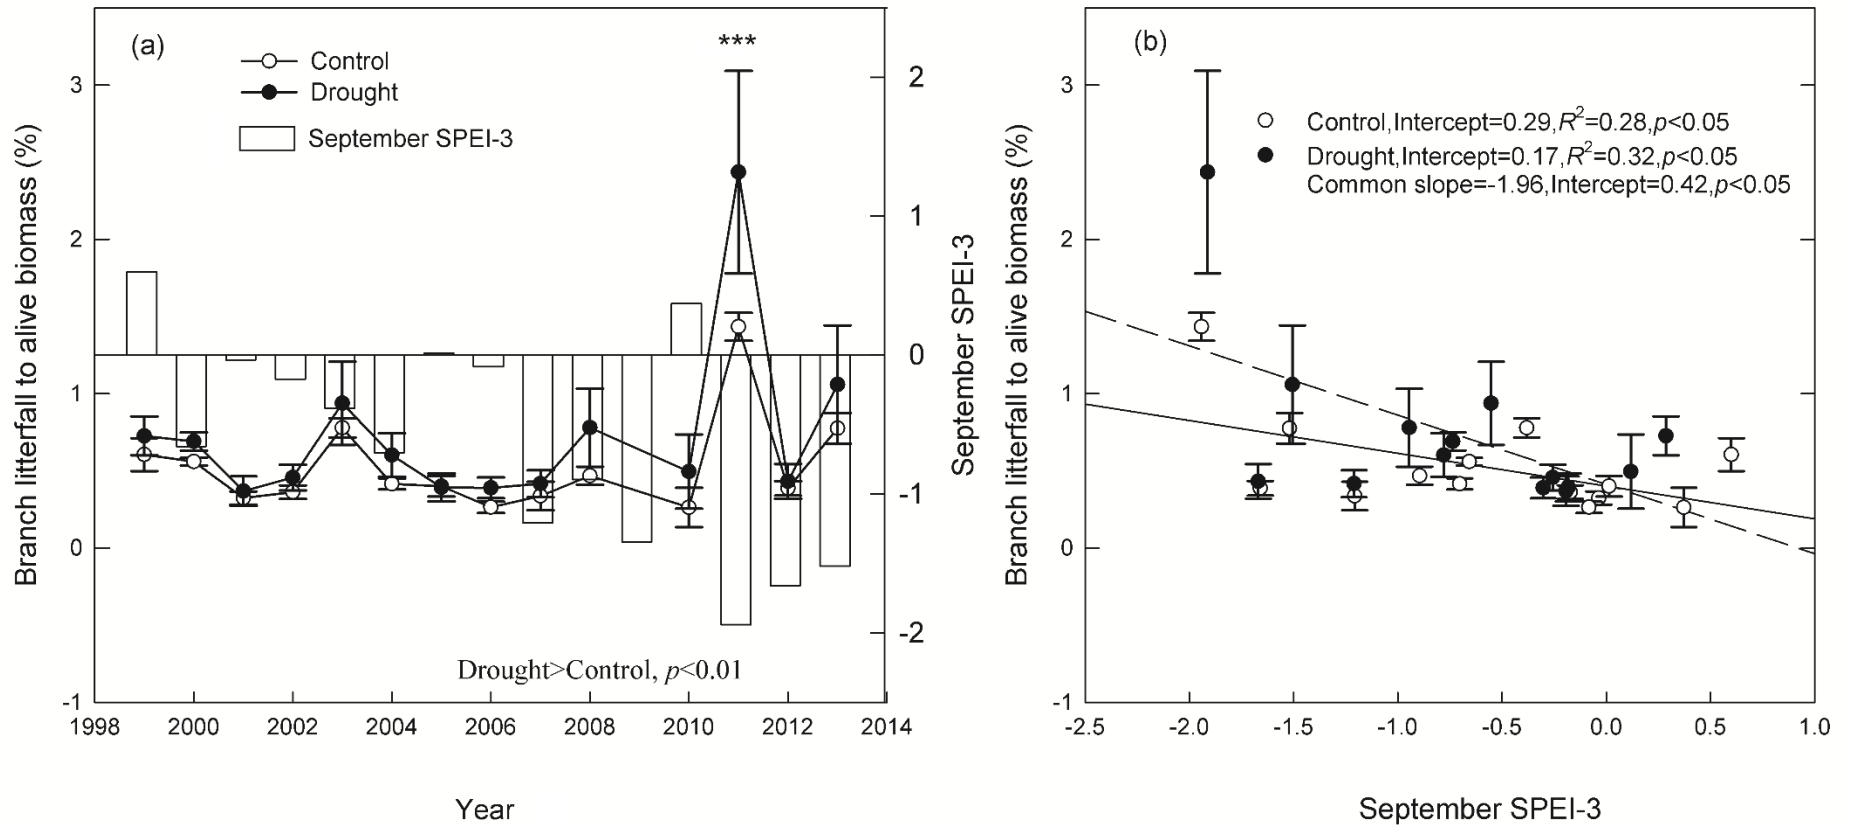 (a)
***
Control
Drought
September SPEI-3
Branch litterfall to alive biomass (%)
3
2
1
0
-1
2
1
0
-1
-2
September SPEI-3
Drought>Control, p<0.01
1998 2000 2002 2004 2006 2008 2010 2012 2014
Year
(b)
Control,Intercept=0.29,R²=0.28,p<0.05
Drought,Intercept=0.17,R²=0.32,p<0.05
Common slope=-1.96,Intercept=0.42,p<0.05
Branch litterfall to alive biomass (%)
3
2
1
0
-1
-2.5 -2.0 -1.5 -1.0 -0.5 0.0 0.5 1.0
September SPEI-3